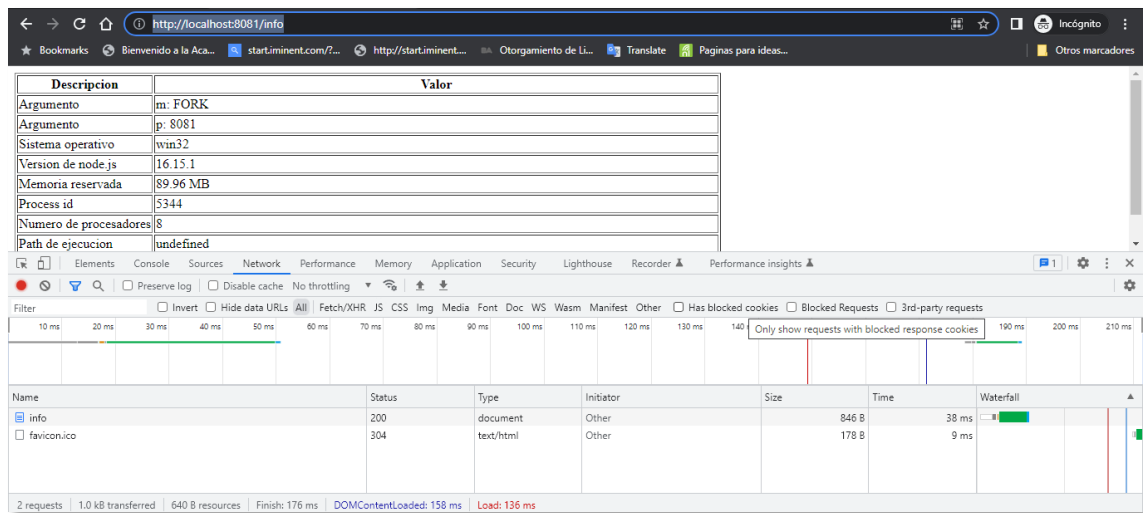 http://localhost:8081/info Incógnito
Bookmarks Bienvenido a la Aca... start.iminent.com/?... http://start.iminent.... Otorgamiento de Li... Translate Paginas para ideas... Otros marcadores
Descripcion Valor
Argumento m: FORK
Argumento p: 8081
Sistema operativo win32
Version de node.js 16.15.1
Memoria reservada 89.96 MB
Process id 5344
Numero de procesadores 8
Path de ejecucion undefined
Elements Console Sources Network Performance Memory Application Security Lighthouse Recorder Performance insights 1
Preserve log Disable cache No throttling
Filter Invert Hide data URLs All Fetch/XHR JS CSS Img Media Font Doc WS Wasm Manifest Other Has blocked cookies Blocked Requests 3rd-party requests
10 ms 20 ms 30 ms 40 ms 50 ms 60 ms 70 ms 80 ms 90 ms 100 ms 110 ms 120 ms 130 ms 140 190 ms 200 ms 210 ms
Only show requests with blocked response cookies
Name Status Type Initiator Size Time Waterfall
info 200 document Other 846 B 38 ms
favicon.ico 304 text/html Other 178 B 9 ms
2 requests 1.0 kB transferred 640 B resources Finish: 176 ms DOMContentLoaded: 158 ms Load: 136 ms